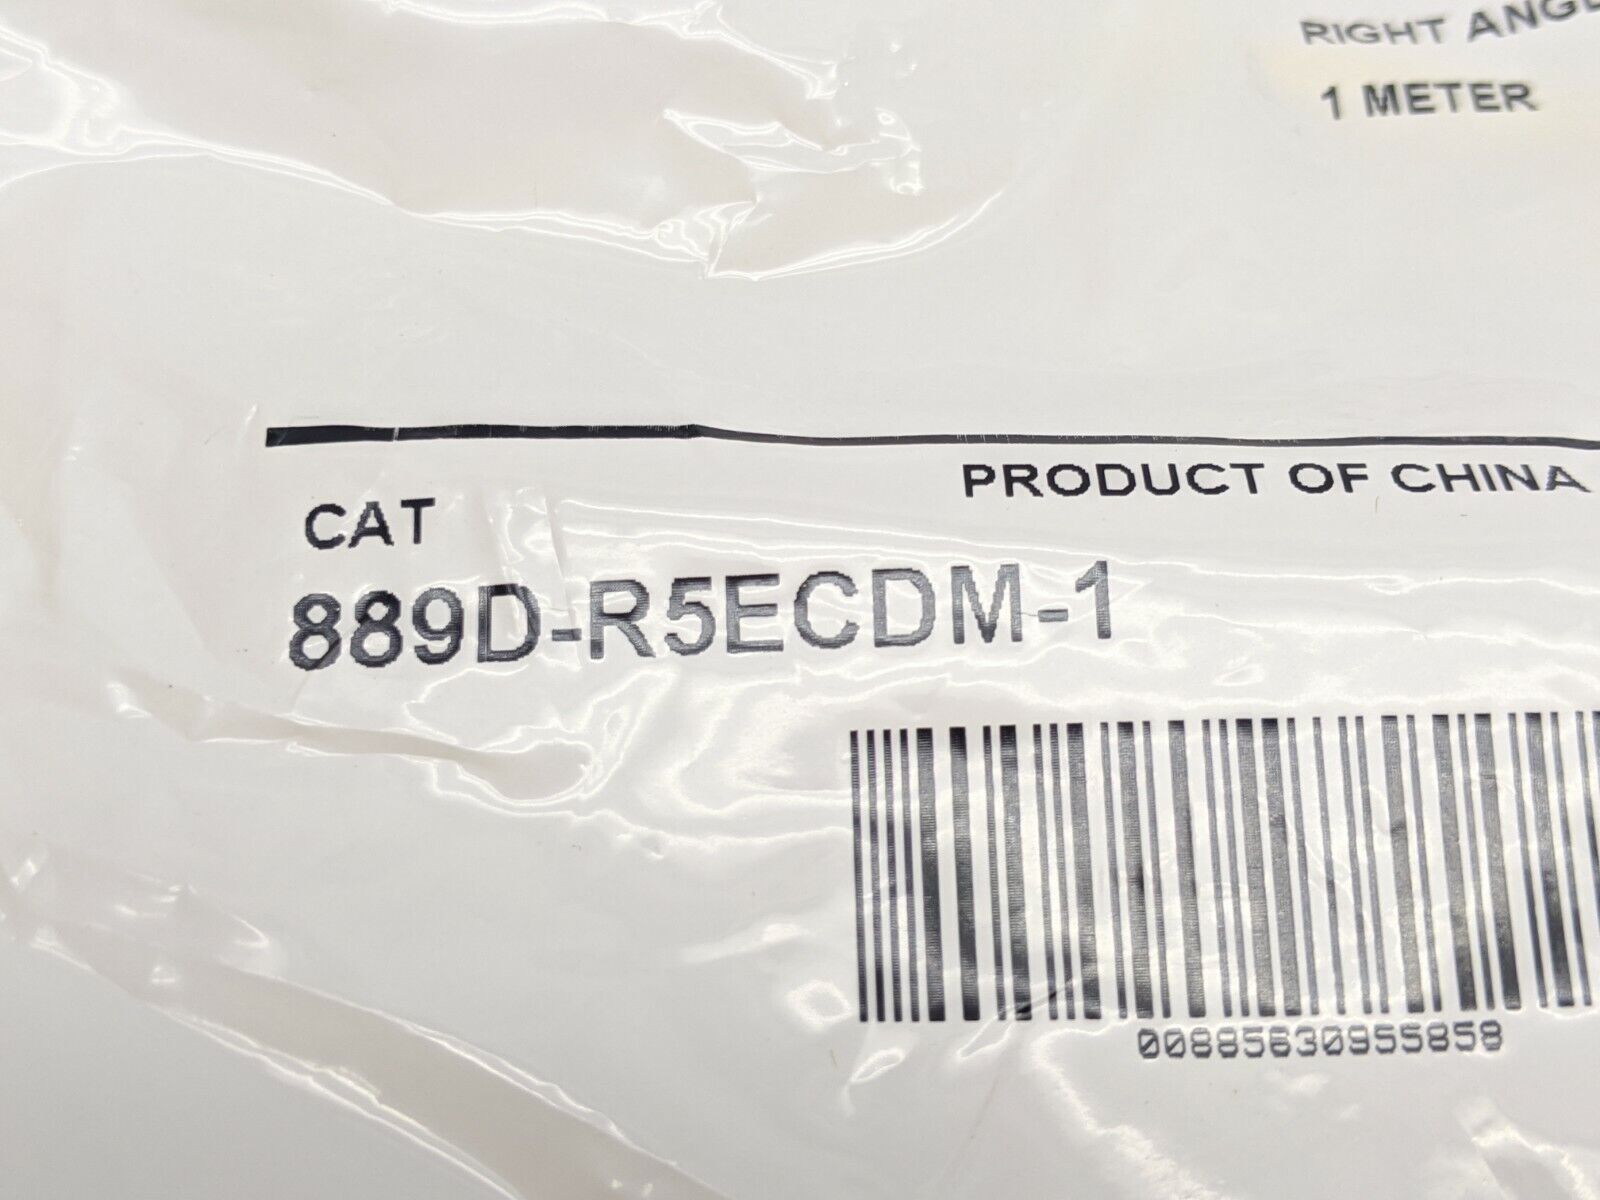 RIGHT ANGL
1 METER
PRODUCT OF CHINA
CAT
889D-R5ECDM-1
00885630955858